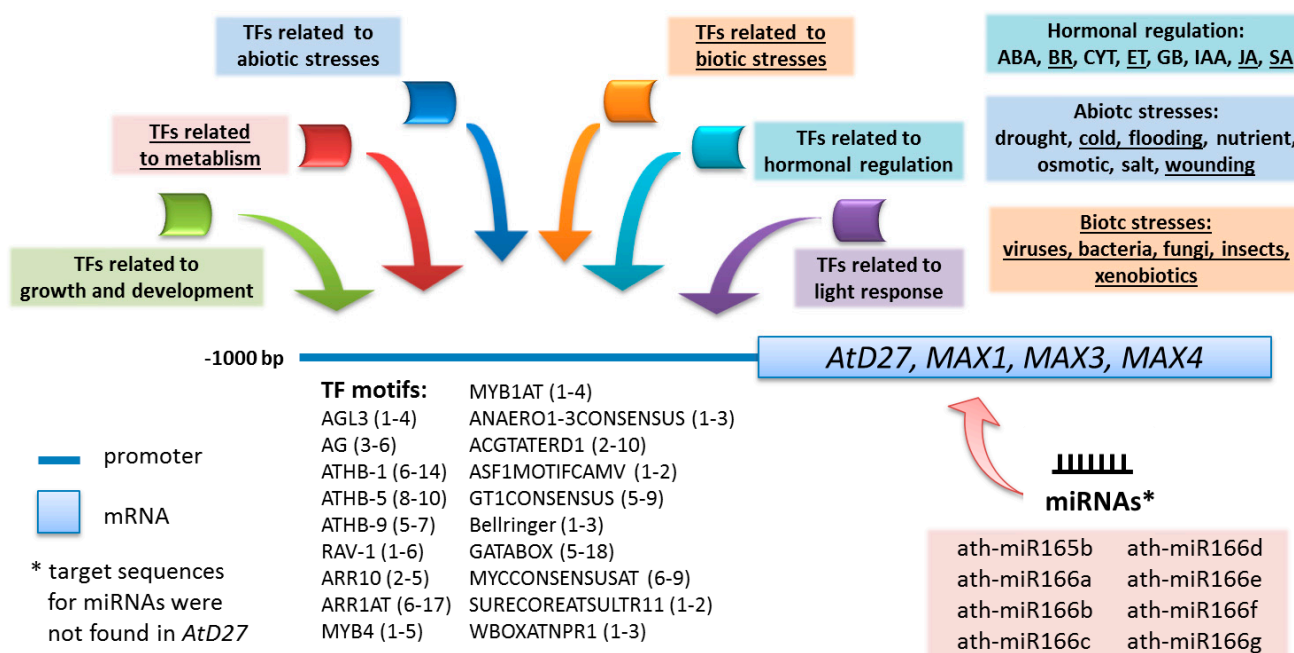 TFs related to
abiotic stresses
TFs related to
biotic stresses
Hormonal regulation:
ABA, BR, CYT, ET, GB, IAA, JA, SA
TFs related
to metablism
TFs related to
hormonal regulation
Abiotc stresses:
drought, cold, flooding, nutrient,
osmotic, salt, wounding
TFs related to
growth and development
TFs related to
light response
Biotc stresses:
viruses, bacteria, fungi, insects,
xenobiotics
-1000 bp
AtD27, MAX1, MAX3, MAX4
TF motifs:
AGL3 (1-4)
AG (3-6)
ATHB-1 (6-14)
ATHB-5 (8-10)
ATHB-9 (5-7)
RAV-1 (1-6)
ARR10 (2-5)
ARR1AT (6-17)
MYB4 (1-5)
MYB1AT (1-4)
ANAERO1-3CONSENSUS (1-3)
ACGTATERD1 (2-10)
ASF1MOTIFCAMV (1-2)
GT1CONSENSUS (5-9)
Bellringer (1-3)
GATABOX (5-18)
MYCCONSENSUSAT (6-9)
SURECOREATSULTR11 (1-2)
WBOXATNPR1 (1-3)
promoter
mRNA
* target sequences
for miRNAs were
not found in AtD27
miRNAs*
ath-miR165b ath-miR166d
ath-miR166a ath-miR166e
ath-miR166b ath-miR166f
ath-miR166c ath-miR166g